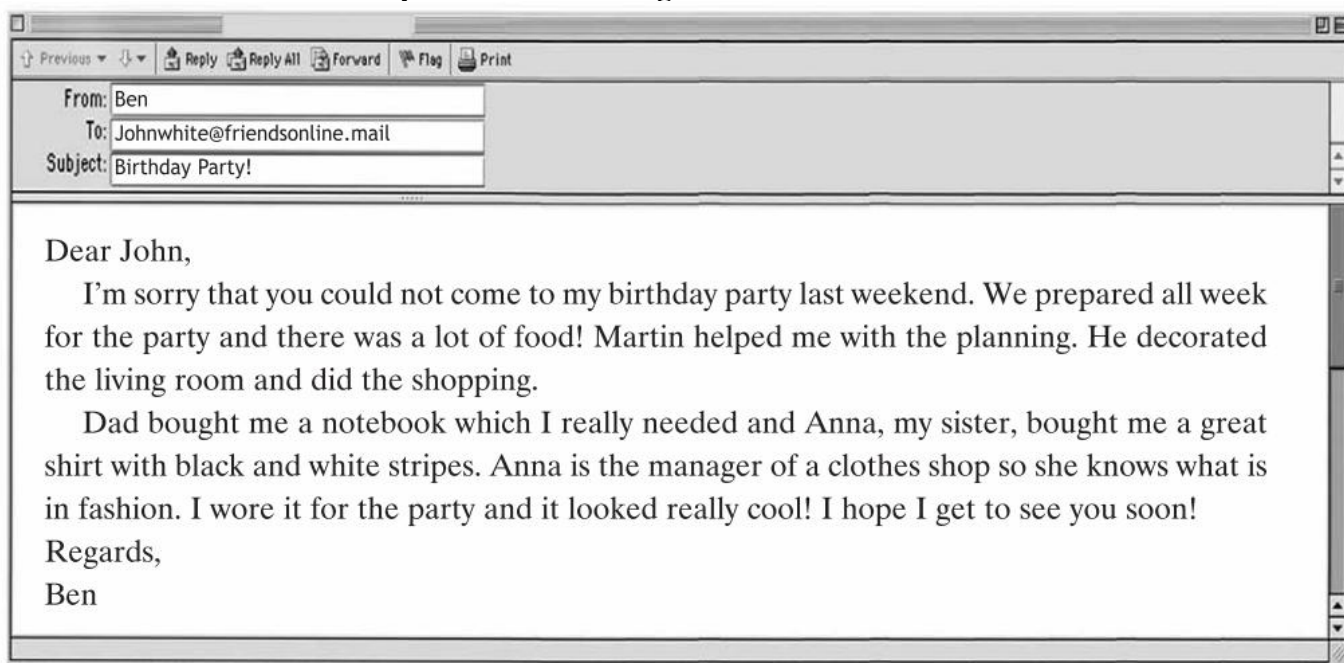 Previous Reply Reply All Forward Flag Print
From: Ben
To: Johnwhite@friendsonline.mail
Subject: Birthday Party!
Dear John,
I'm sorry that you could not come to my birthday party last weekend. We prepared all week
for the party and there was a lot of food! Martin helped me with the planning. He decorated
the living room and did the shopping.
Dad bought me a notebook which I really needed and Anna, my sister, bought me a great
shirt with black and white stripes. Anna is the manager of a clothes shop so she knows what is
in fashion. I wore it for the party and it looked really cool! I hope I get to see you soon!
Regards,
Ben